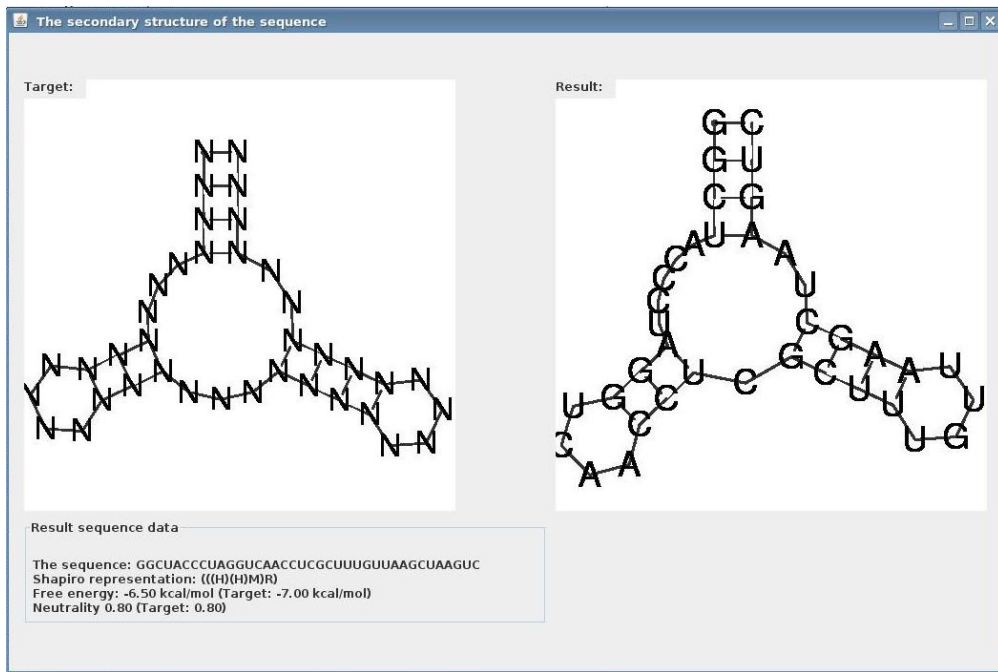 The secondary structure of the sequence
Target:
Result:
Result sequence data
The sequence: GGCUACCCUAGGUCAACCUCGCUUUGUUAAGCUAAGUC
Shapiro representation: (((H)(H)M)R)
Free energy: -6.50 kcal/mol (Target: -7.00 kcal/mol)
Neutrality 0.80 (Target: 0.80)